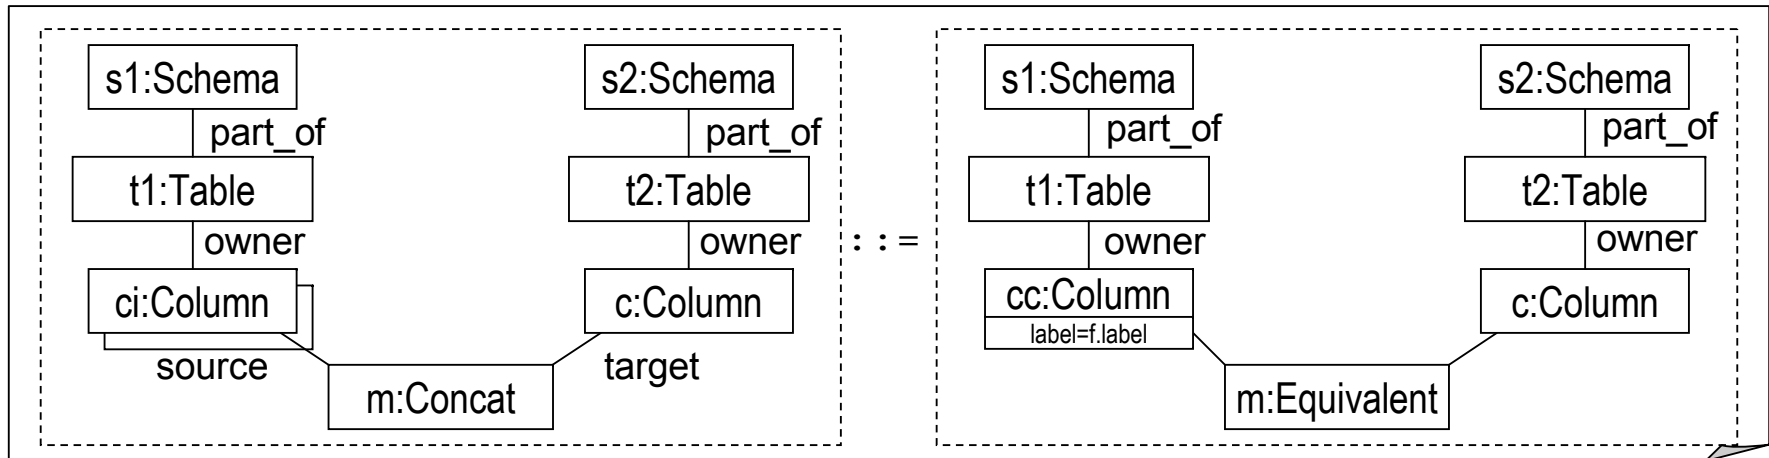 s1:Schema
s2:Schema
part_of
part_of
t1:Table
t2:Table
owner
owner
ci:Column
c:Column
source
target
m:Concat
::=
s1:Schema
s2:Schema
part_of
part_of
t1:Table
t2:Table
owner
owner
cc:Column
label=f.label
c:Column
m:Equivalent